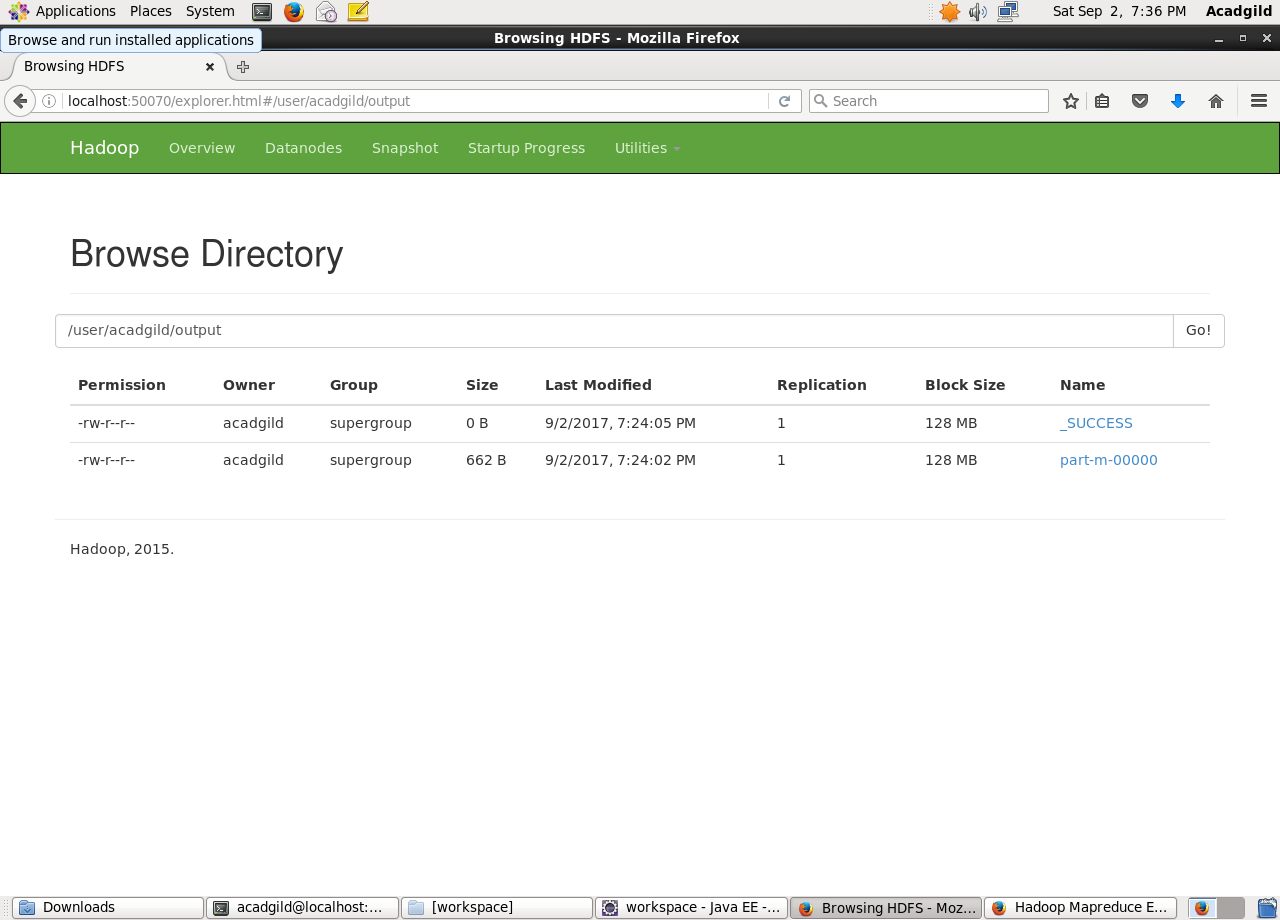 Applications Places System Sat Sep 2, 7:36 PM Acadgild
Browse and run installed applications Browsing HDFS - Mozilla Firefox
Browsing HDFS
localhost:50070/explorer.html#/user/acadgild/output Search
Hadoop Overview Datanodes Snapshot Startup Progress Utilities
Browse Directory
/user/acadgild/output Go!
Permission Owner Group Size Last Modified Replication Block Size Name
-rw-r--r-- acadgild supergroup 0 B 9/2/2017, 7:24:05 PM 1 128 MB _SUCCESS
-rw-r--r-- acadgild supergroup 662 B 9/2/2017, 7:24:02 PM 1 128 MB part-m-00000
Hadoop, 2015.
Downloads acadgild@localhost:... [workspace] workspace - Java EE -... Browsing HDFS - Moz... Hadoop Mapreduce E...